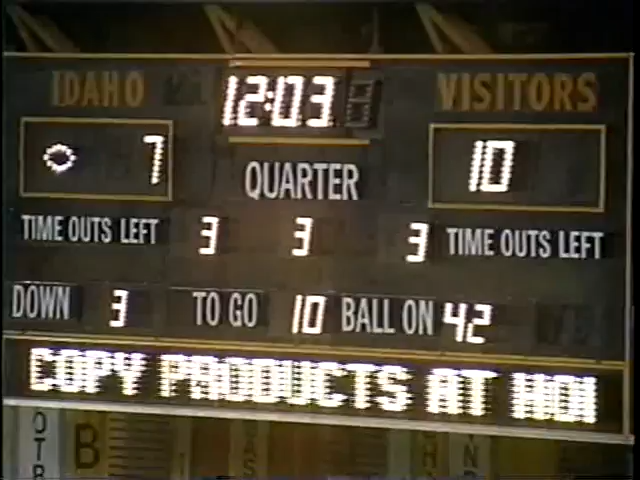 IDAHO 12:03 VISITORS
7 QUARTER 10
TIME OUTS LEFT 3 3 3 TIME OUTS LEFT
DOWN 3 TO GO 10 BALL ON 42
COPY PRODUCTS AT
B